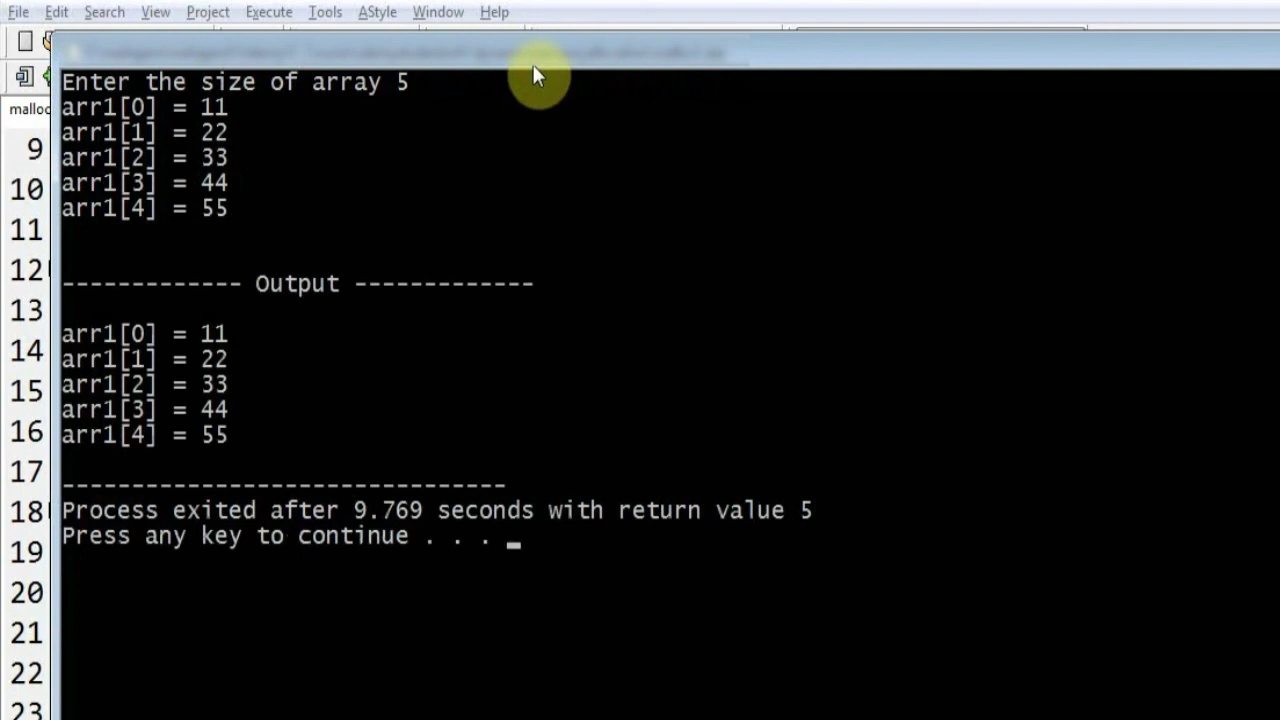 File Edit Search View Project Execute Tools AStyle Window Help
malloc
Enter the size of array 5
arr1[0] = 11
arr1[1] = 22
arr1[2] = 33
arr1[3] = 44
arr1[4] = 55
------------- Output -------------
arr1[0] = 11
arr1[1] = 22
arr1[2] = 33
arr1[3] = 44
arr1[4] = 55
--------------------------------
Process exited after 9.769 seconds with return value 5
Press any key to continue . . . _
9
10
11
12
13
14
15
16
17
18
19
20
21
22
23